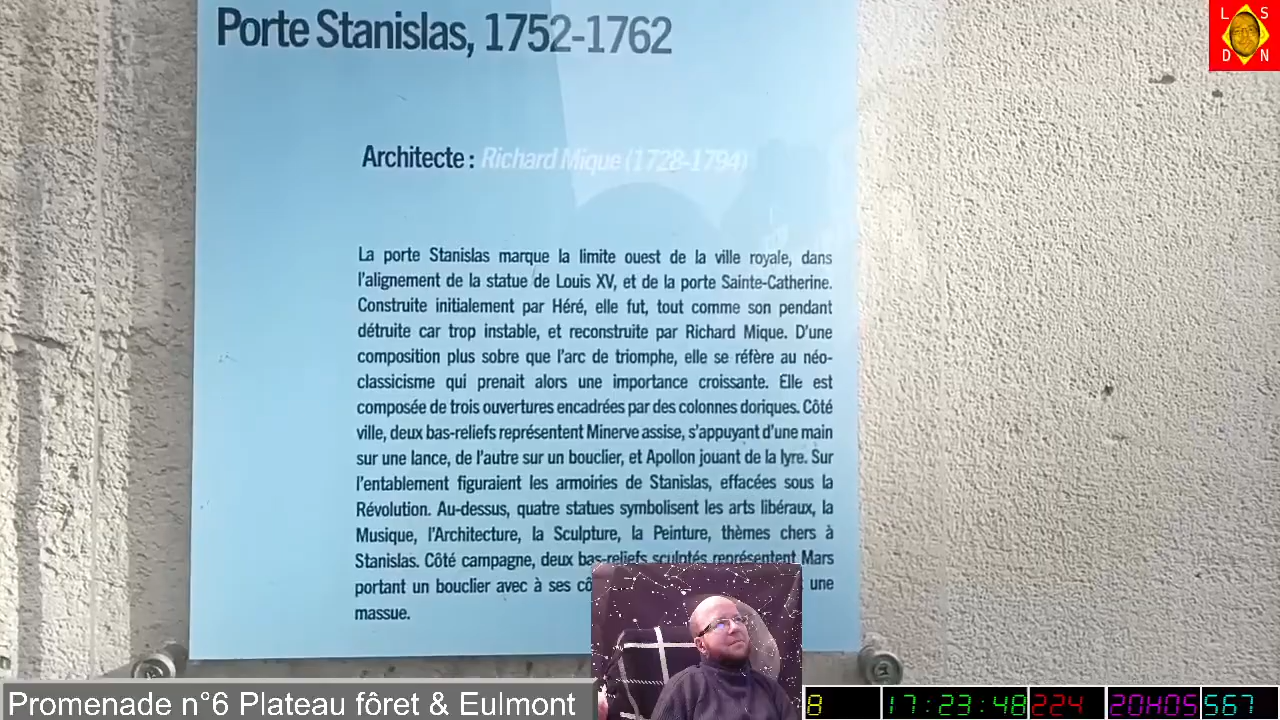 Porte Stanislas, 1752-1762
L S
D N
Architecte : Richard Mique (1728-1794)
La porte Stanislas marque la limite ouest de la ville royale, dans
l'alignement de la statue de Louis XV, et de la porte Sainte-Catherine.
Construite initialement par Héré, elle fut, tout comme son pendant
détruite car trop instable, et reconstruite par Richard Mique. D'une
composition plus sobre que l'arc de triomphe, elle se réfère au néo-
classicisme qui prenait alors une importance croissante. Elle est
composée de trois ouvertures encadrées par des colonnes doriques. Côté
ville, deux bas-reliefs représentent Minerve assise, s'appuyant d'une main
sur une lance, de l'autre sur un bouclier, et Apollon jouant de la lyre. Sur
l'entablement figuraient les armoiries de Stanislas, effacées sous la
Révolution. Au-dessus, quatre statues symbolisent les arts libéraux, la
Musique, l'Architecture, la Sculpture, la Peinture, thèmes chers à
Stanislas. Côté campagne, deux bas-reliefs sculptés représentent Mars
portant un bouclier avec à ses une
massue.
Promenade n°6 Plateau fôret & Eulmont
8 17:23:48 224 20H05 567